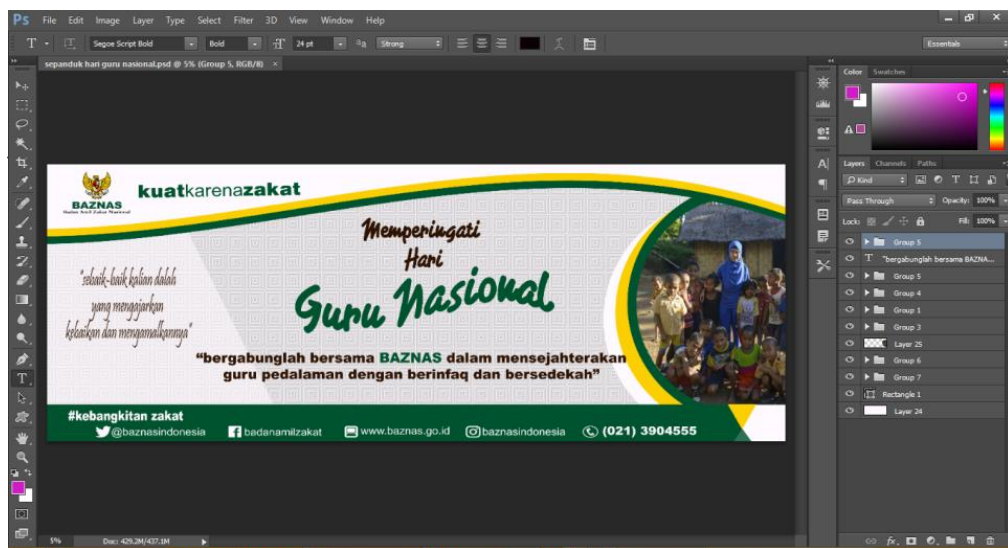 Ps File Edit Image Layer Type Select Filter 3D View Window Help
T Segoe Script Bold Bold 24 pt Strong Essentials
sepanduk hari guru nasional.psd @ 5% (Group 5, RGB/8) ×
Color Swatches
Layers Channels Paths
Kind
Pass Through Opacity: 100%
Lock: Fill: 100%
Group 5
T "bergabunglah bersama BAZNA...
Group 5
Group 4
Group 1
Group 3
Layer 25
Group 6
Group 7
Rectangle 1
Layer 24
BAZNAS
Badan Amil Zakat Nasional
kuatkarenazakat
Memperingati
Hari
Guru Nasional
"sebaik-baik kalian dalah
yang mengajarkan
kebaikan dan mengamalkannya"
"bergabunglah bersama BAZNAS dalam mensejahterakan
guru pedalaman dengan berinfaq dan bersedekah"
#kebangkitan zakat
@baznasindonesia badanamilzakat www.baznas.go.id @baznasindonesia (021) 3904555
5% Doc: 429.2M/437.1M